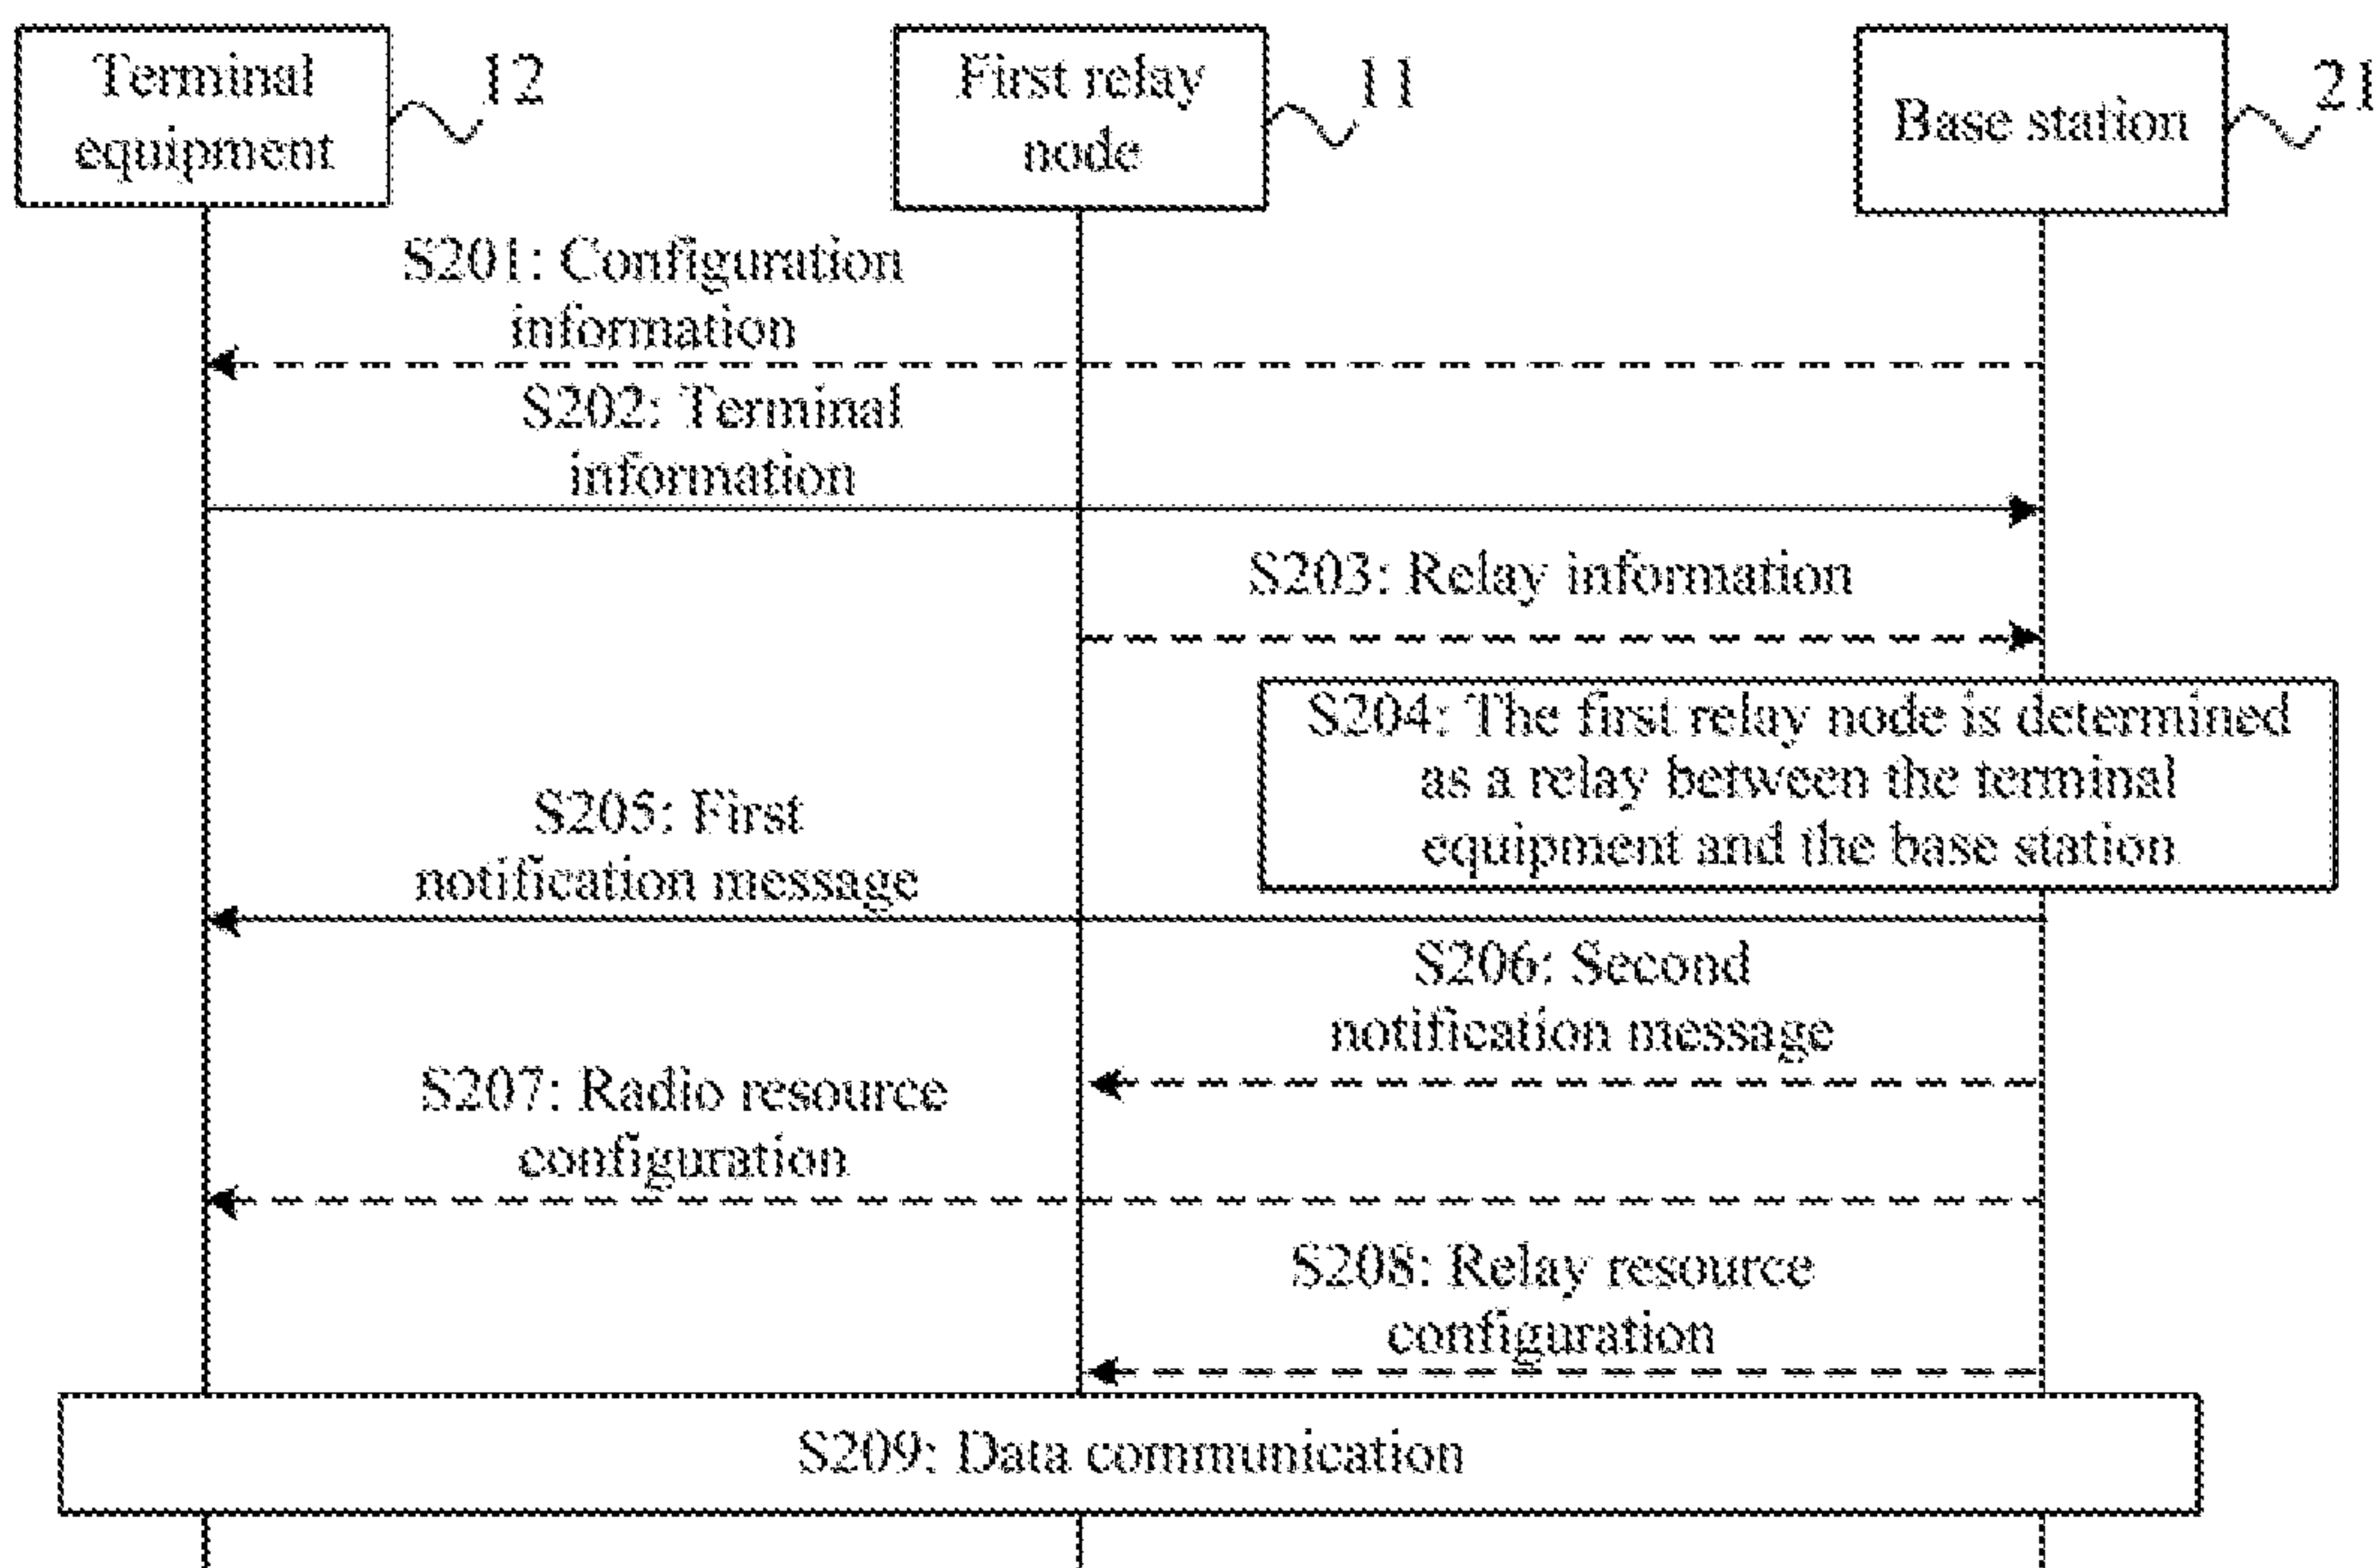 Terminal
equipment
12
First relay
node
11
Base station
21
S201: Configuration
information
S202: Terminal
information
S203: Relay information
S204: The first relay node is determined
as a relay between the terminal
equipment and the base station
S205: First
notification message
S206: Second
notification message
S207: Radio resource
configuration
S208: Relay resource
configuration
S209: Data communication